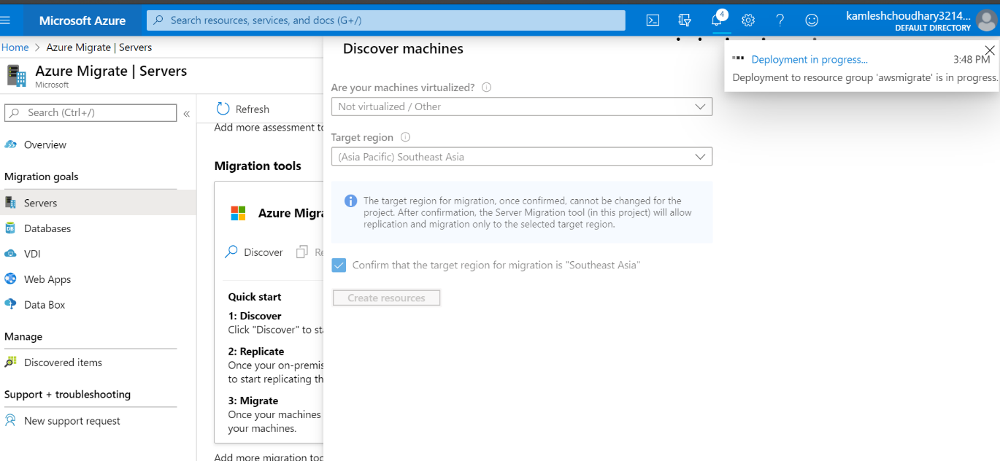 Microsoft Azure
Search resources, services, and docs (G+/)
4
kamleshchoudhary3214...
DEFAULT DIRECTORY
Home > Azure Migrate | Servers
Azure Migrate | Servers
Microsoft
Search (Ctrl+/)
«
Overview
Migration goals
Servers
Databases
VDI
Web Apps
Data Box
Manage
Discovered items
Support + troubleshooting
New support request
Refresh
Add more assessment to
Migration tools
Azure Migra
Discover
Re
Quick start
1: Discover
Click "Discover" to sta
2: Replicate
Once your on-premis
to start replicating th
3: Migrate
Once your machines
your machines.
Add more migration too
Discover machines
Are your machines virtualized?
Not virtualized / Other
Target region
(Asia Pacific) Southeast Asia
The target region for migration, once confirmed, cannot be changed for the
project. After confirmation, the Server Migration tool (in this project) will allow
replication and migration only to the selected target region.
Confirm that the target region for migration is "Southeast Asia"
Create resources
Deployment in progress...
3:48 PM
Deployment to resource group 'awsmigrate' is in progress.